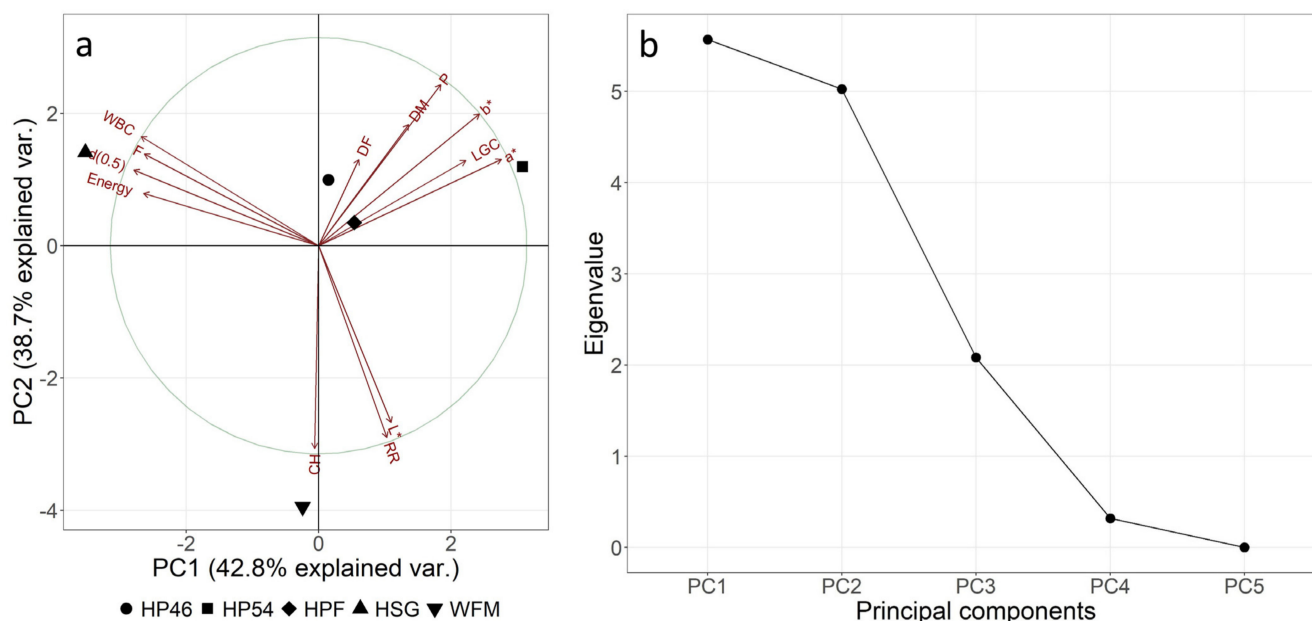 a
P
b*
DM
WBC
DF
F
LGC
a*
d(0.5)
Energy
L*
RR
CH
2
0
-2
-4
-2
0
2
PC2 (38.7% explained var.)
PC1 (42.8% explained var.)
HP46 HP54 HPF HSG WFM
b
5
4
3
2
1
0
Eigenvalue
PC1 PC2 PC3 PC4 PC5
Principal components